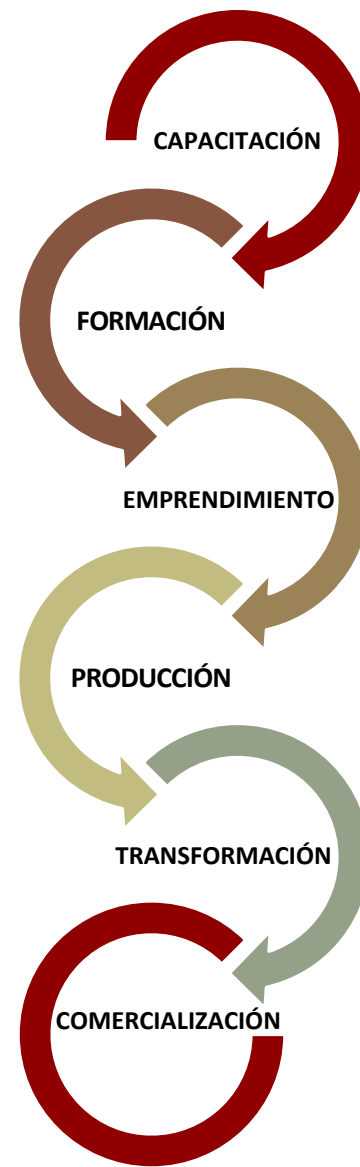 CAPACITACIÓN
FORMACIÓN
EMPRENDIMIENTO
PRODUCCIÓN
TRANSFORMACIÓN
COMERCIALIZACIÓN